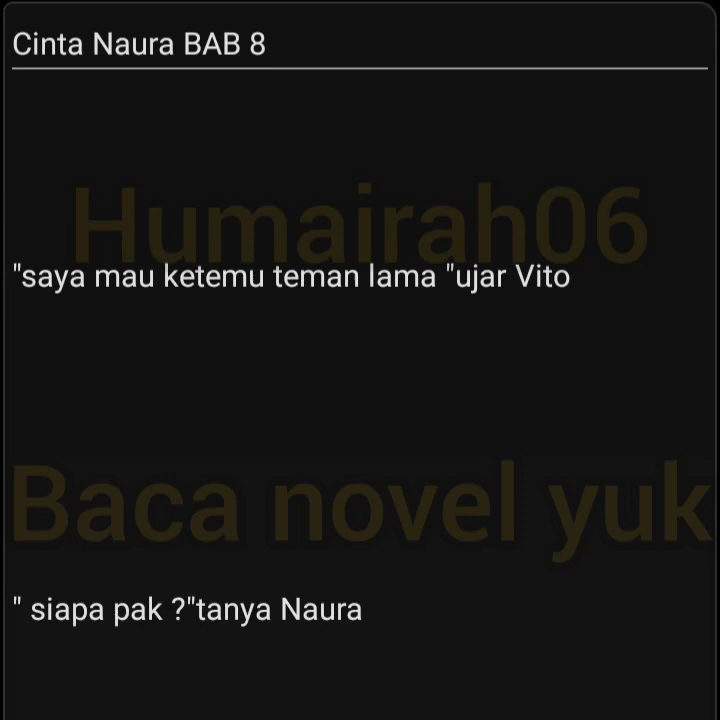 Cinta Naura BAB 8
Humairah06
"saya mau ketemu teman lama "ujar Vito
Baca novel yuk
" siapa pak ?"tanya Naura